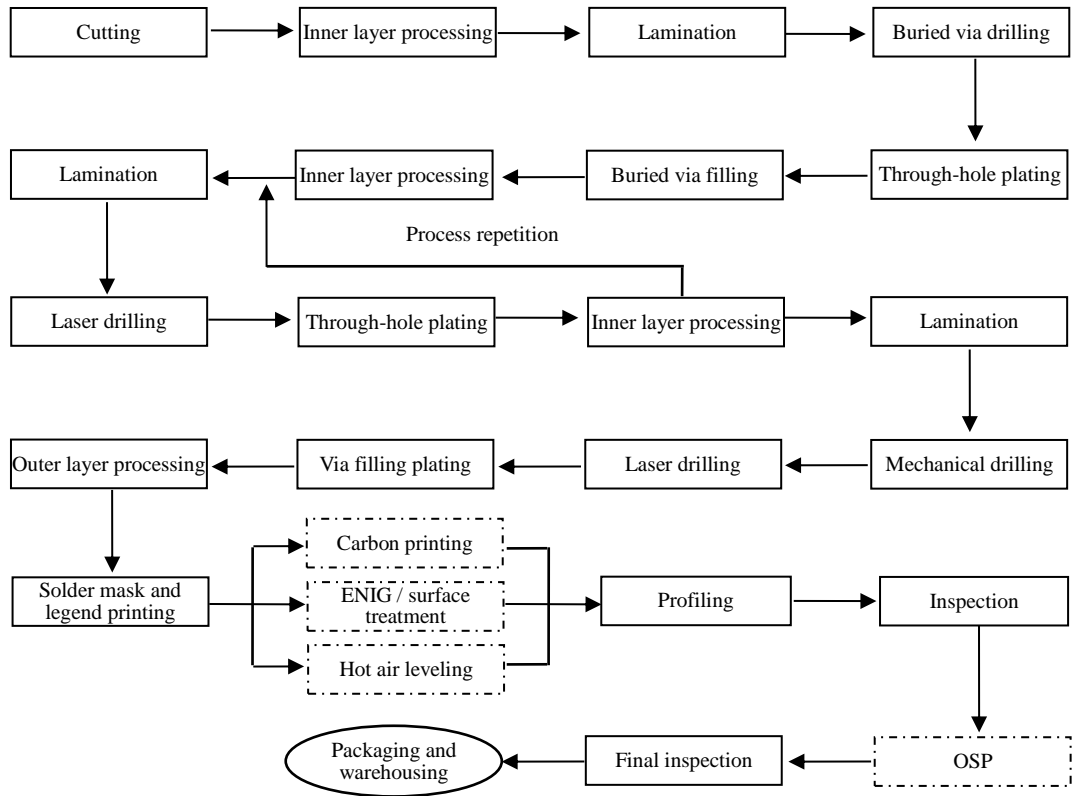 Cutting
Inner layer processing
Lamination
Buried via drilling
Lamination
Inner layer processing
Buried via filling
Through-hole plating
Process repetition
Laser drilling
Through-hole plating
Inner layer processing
Lamination
Outer layer processing
Via filling plating
Laser drilling
Mechanical drilling
Carbon printing
Solder mask and
legend printing
ENIG / surface
treatment
Profiling
Inspection
Hot air leveling
Packaging and
warehousing
Final inspection
OSP